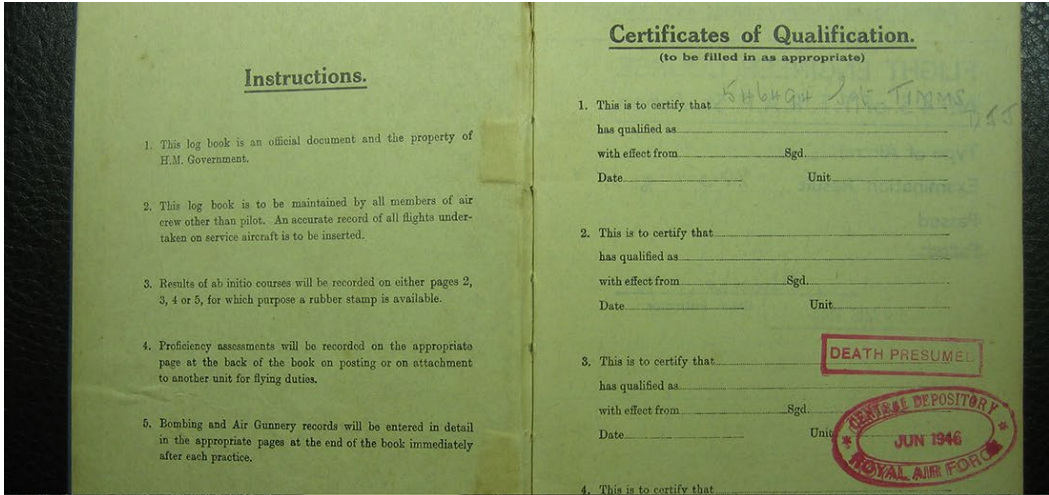 Instructions.
1. This log book is an official document and the property of
H.M. Government.
2. This log book is to be maintained by all members of air
crew other than pilot. An accurate record of all flights under-
taken on service aircraft is to be inserted.
3. Results of ab initio courses will be recorded on either pages 2,
3, 4 or 5, for which purpose a rubber stamp is available.
4. Proficiency assessments will be recorded on the appropriate
page at the back of the book on posting or on attachment
to another unit for flying duties.
5. Bombing and Air Gunnery records will be entered in detail
in the appropriate pages at the end of the book immediately
after each practice.
Certificates of Qualification.
(to be filled in as appropriate)
1. This is to certify that 546494
has qualified as
with effect from Sgd.
Date Unit
2. This is to certify that
has qualified as
with effect from Sgd.
Date Unit
3. This is to certify that
DEATH PRESUMED
has qualified as
with effect from Sgd.
Date Unit
CENTRAL DEPOSITORY
JUN 1946
ROYAL AIR FORCE
4. This is to certify that